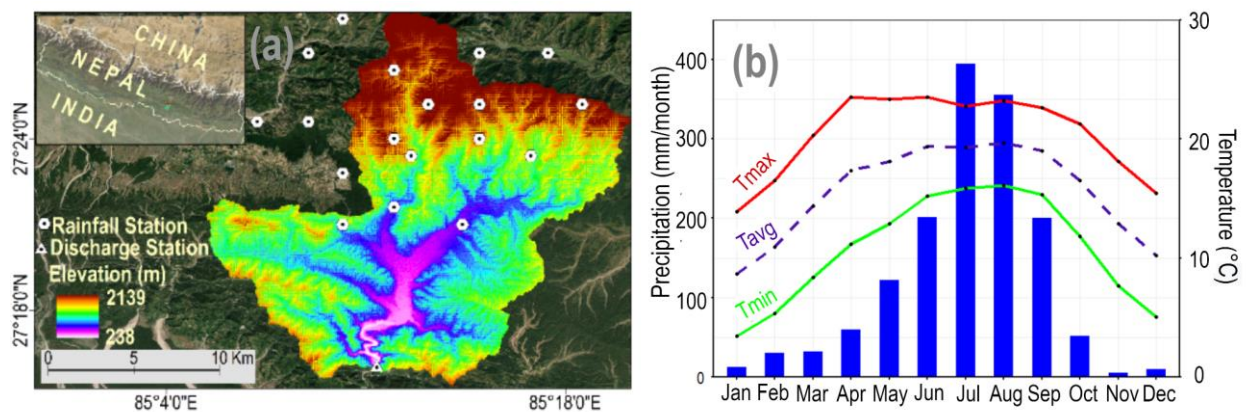 CHINA
NEPAL
INDIA
(a)
27°24'0"N
27°18'0"N
Rainfall Station
Discharge Station
Elevation (m)
2139
238
0 5 10 Km
85°4'0"E
85°18'0"E
(b)
Precipitation (mm/month)
400
300
200
100
0
Tmax
Tavg
Tmin
30
20
10
0
Temperature (°C)
Jan Feb Mar Apr May Jun Jul Aug Sep Oct Nov Dec